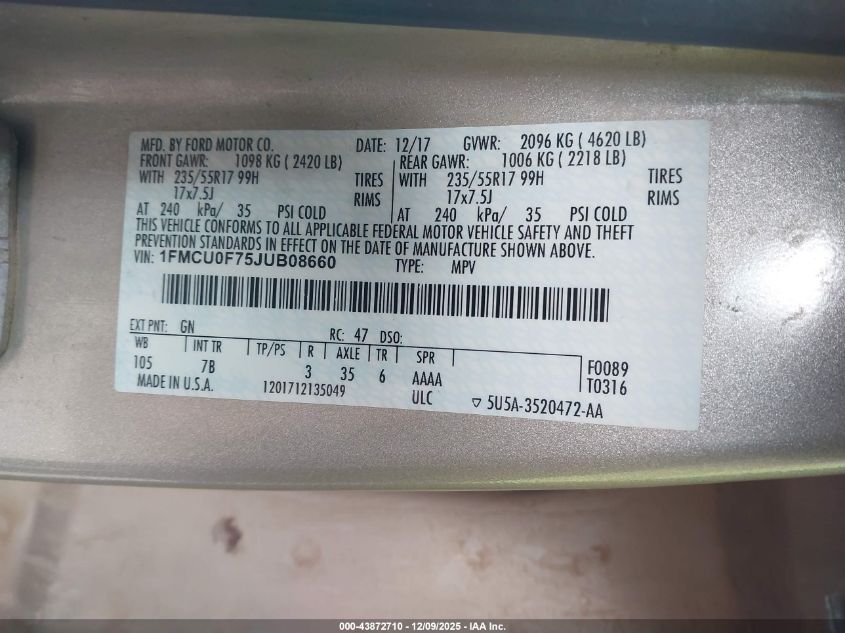 MFD. BY FORD MOTOR CO. DATE: 12/17 GVWR: 2096 KG ( 4620 LB)
FRONT GAWR: 1098 KG ( 2420 LB) REAR GAWR: 1006 KG ( 2218 LB)
WITH 235/55R17 99H TIRES WITH 235/55R17 99H TIRES
17x7.5J RIMS 17x7.5J RIMS
AT 240 kPa/ 35 PSI COLD AT 240 kPa/ 35 PSI COLD
THIS VEHICLE CONFORMS TO ALL APPLICABLE FEDERAL MOTOR VEHICLE SAFETY AND THEFT
PREVENTION STANDARDS IN EFFECT ON THE DATE OF MANUFACTURE SHOWN ABOVE.
VIN: 1FMCU0F75JUB08660 TYPE: MPV
EXT PNT: GN RC: 47 DSO:
WB INT TR TP/PS R AXLE TR SPR
105 7B 3 35 6 AAAA F0089
MADE IN U.S.A. 1201712135049 ULC T0316
▽ 5U5A-3520472-AA
000-43872710 - 12/09/2025 - IAA Inc.